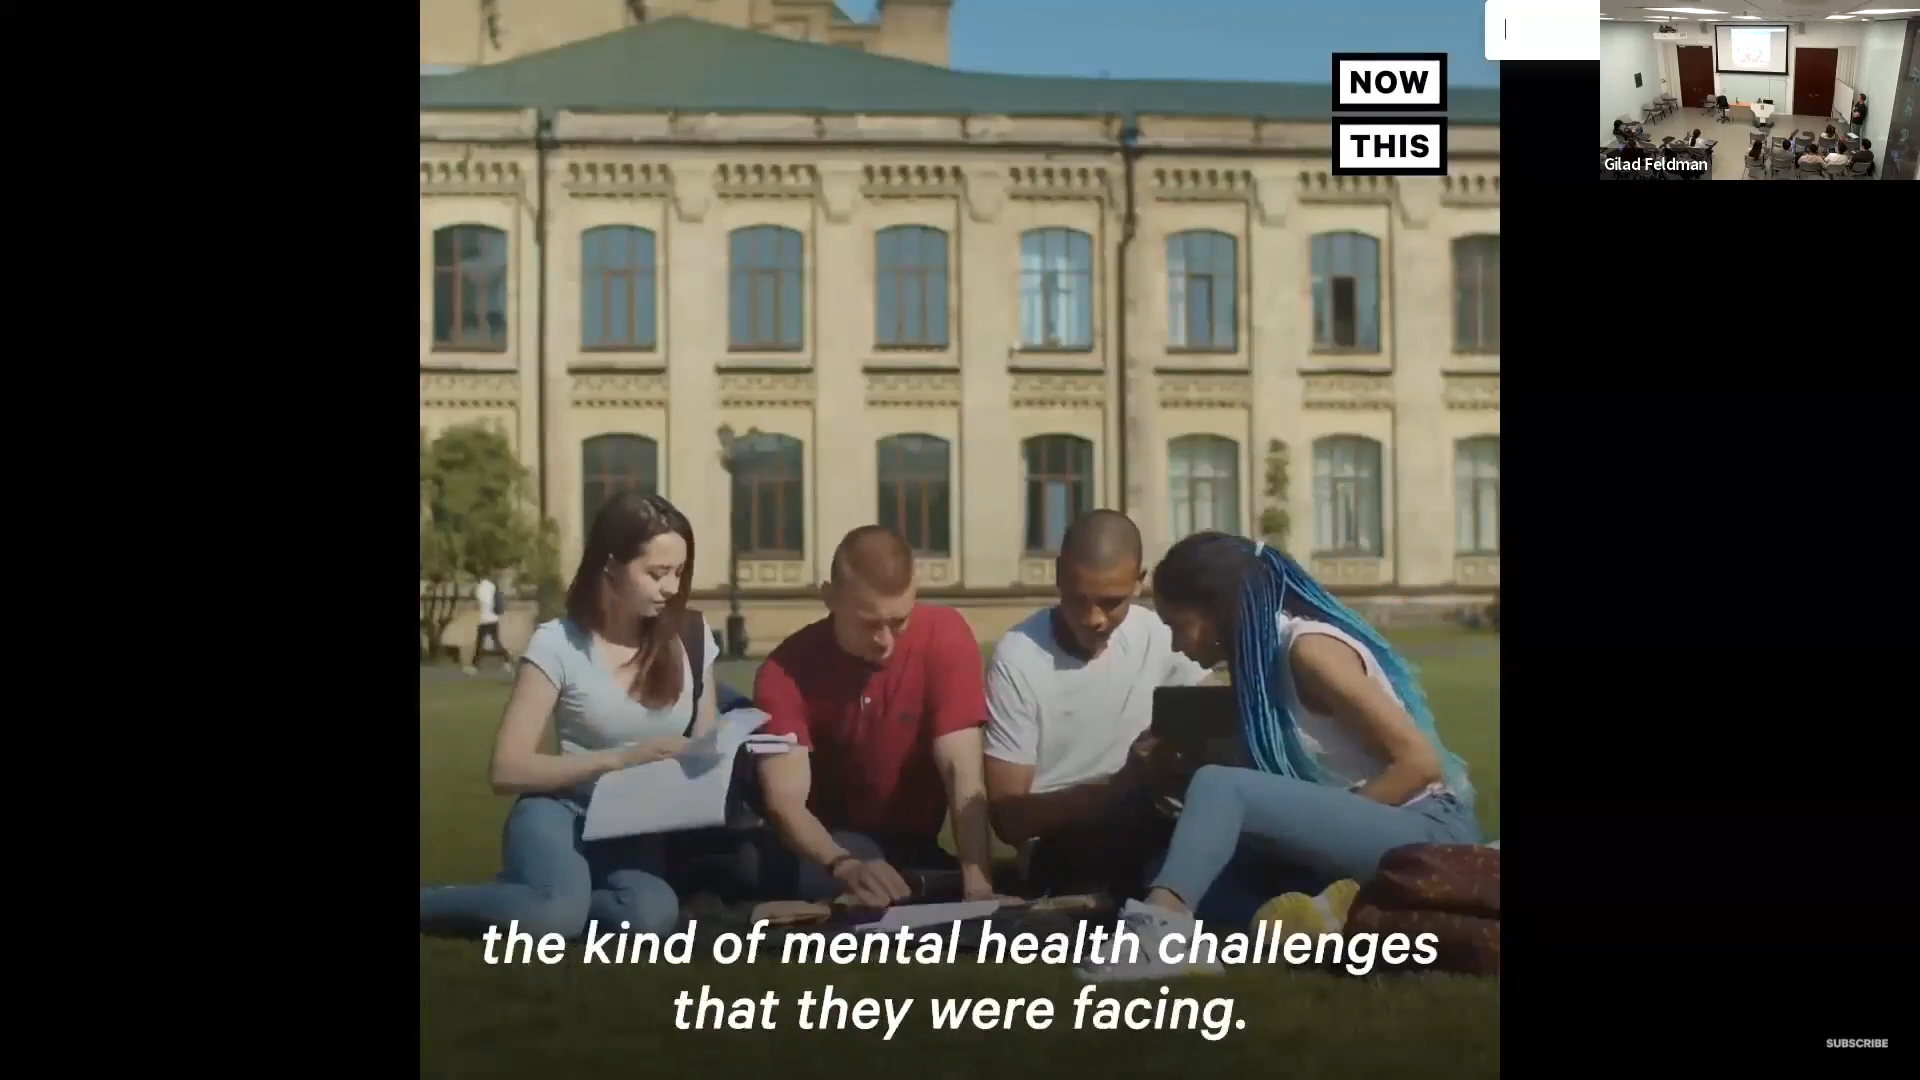 NOW
THIS
Gilad Feldman
the kind of mental health challenges
that they were facing.
SUBSCRIBE